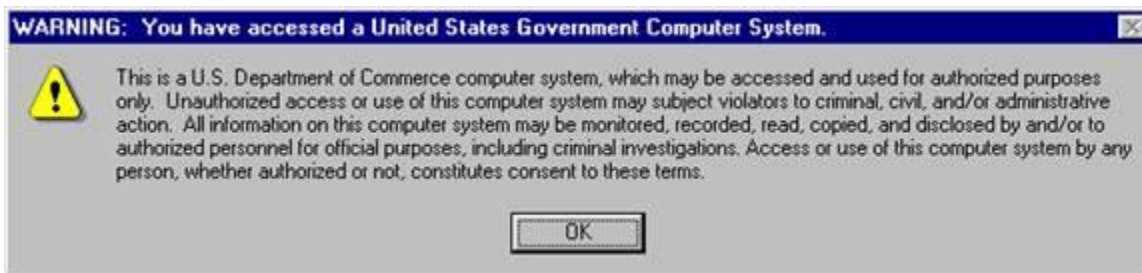 WARNING: You have accessed a United States Government Computer System.
This is a U.S. Department of Commerce computer system, which may be accessed and used for authorized purposes
only. Unauthorized access or use of this computer system may subject violators to criminal, civil, and/or administrative
action. All information on this computer system may be monitored, recorded, read, copied, and disclosed by and/or to
authorized personnel for official purposes, including criminal investigations. Access or use of this computer system by any
person, whether authorized or not, constitutes consent to these terms.
OK